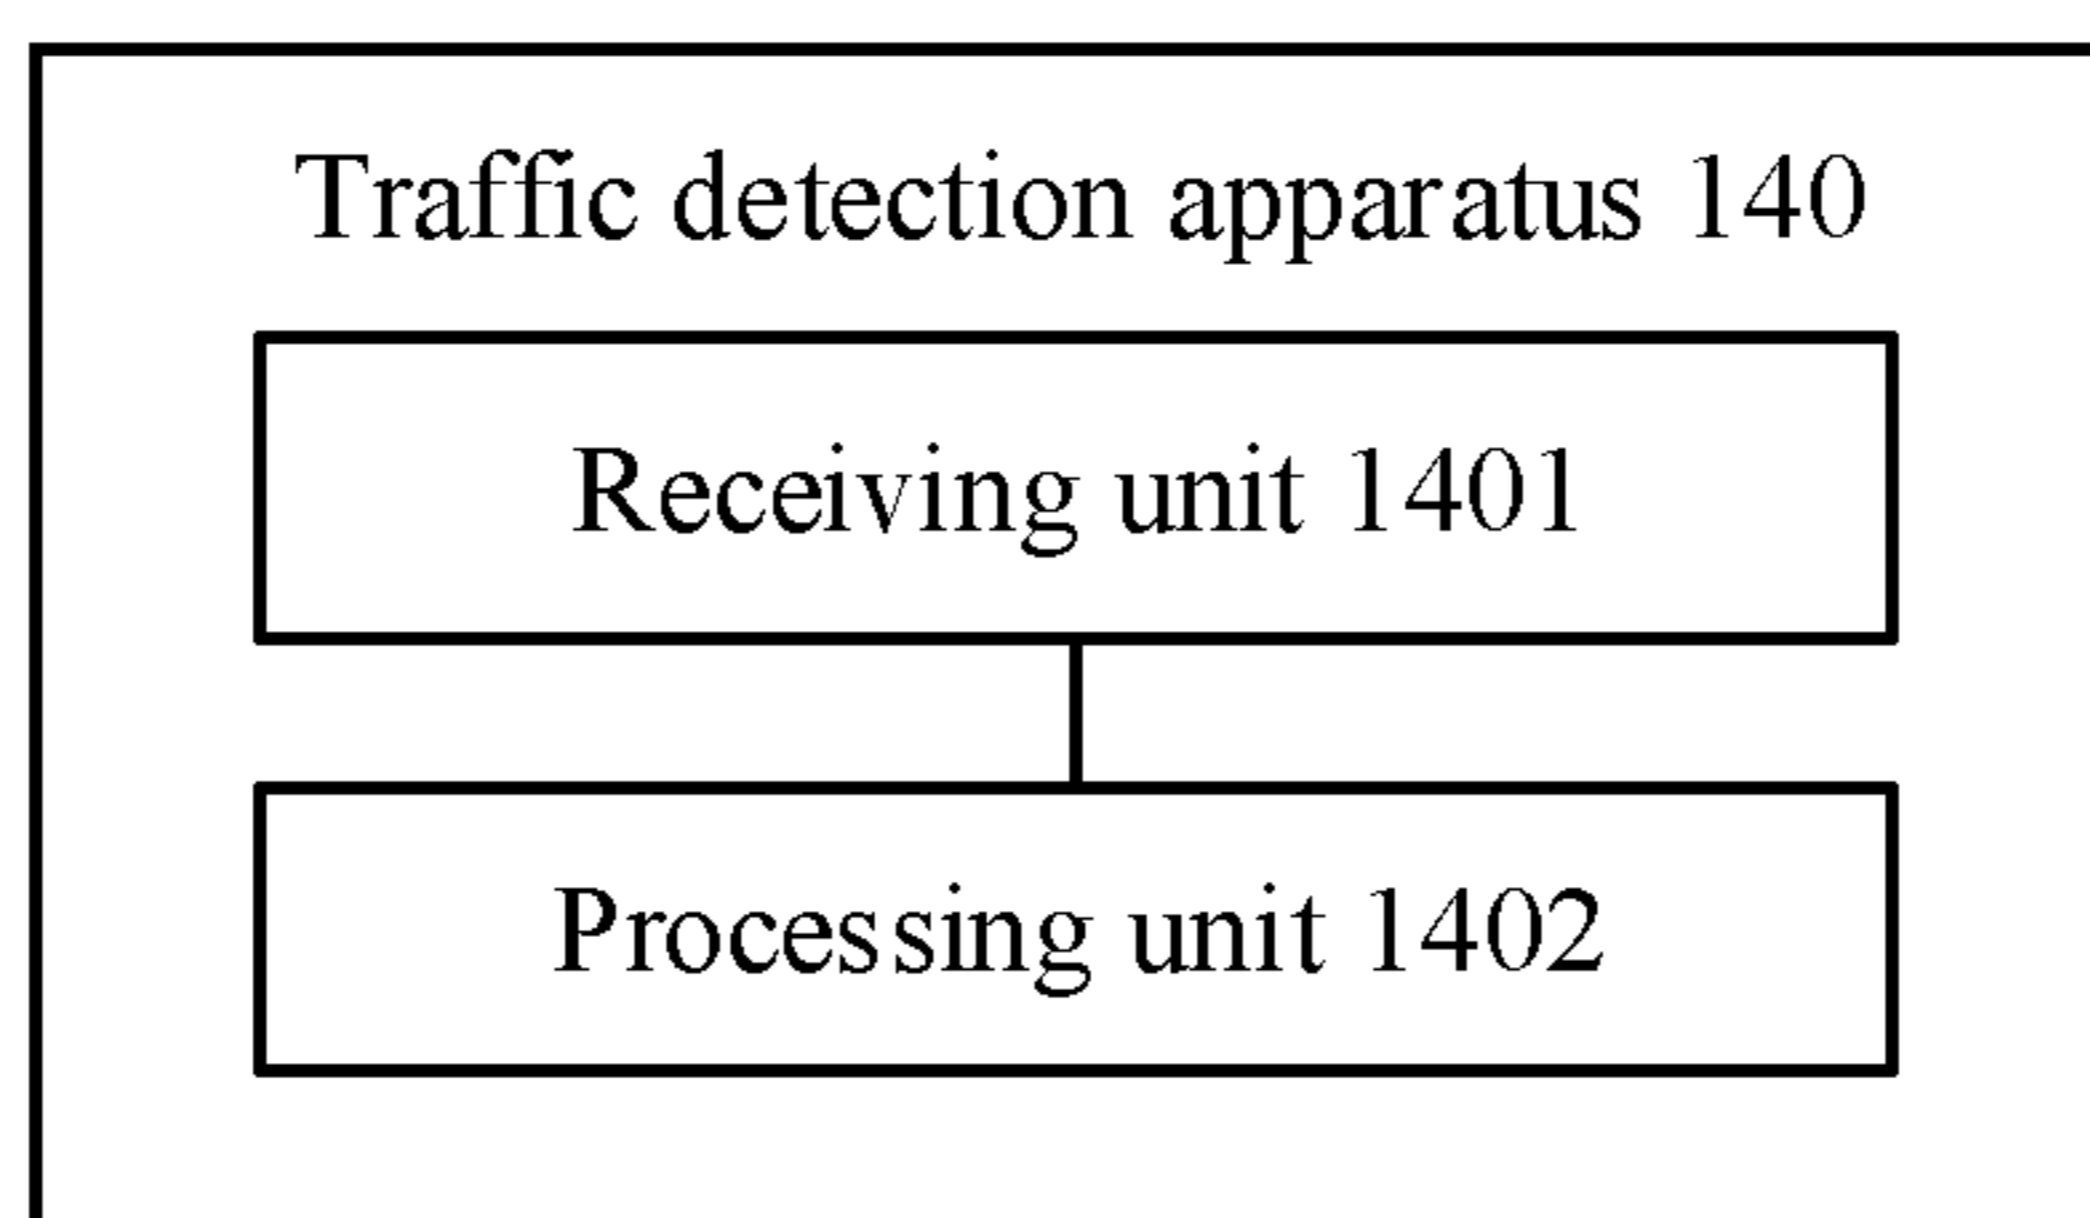 Traffic detection apparatus 140
Receiving unit 1401
Processing unit 1402